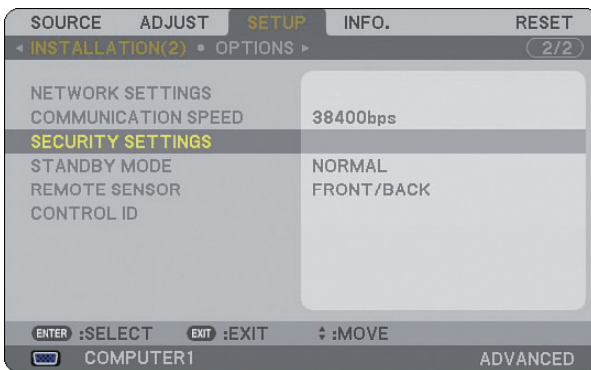 SOURCE ADJUST SETUP INFO. RESET
◂ INSTALLATION(2) • OPTIONS ▸ 2/2
NETWORK SETTINGS
COMMUNICATION SPEED 38400bps
SECURITY SETTINGS
STANDBY MODE NORMAL
REMOTE SENSOR FRONT/BACK
CONTROL ID
ENTER :SELECT EXIT :EXIT :MOVE
COMPUTER1 ADVANCED